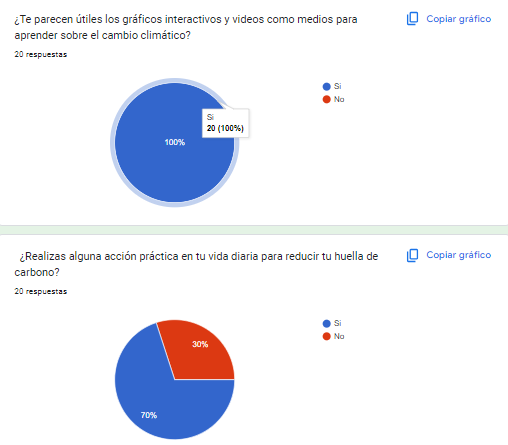 ¿Te parecen útiles los gráficos interactivos y videos como medios para
aprender sobre el cambio climático?
Copiar gráfico
20 respuestas
Si
No
Si
20 (100%)
100%
¿Realizas alguna acción práctica en tu vida diaria para reducir tu huella de
carbono?
Copiar gráfico
20 respuestas
Si
No
30%
70%